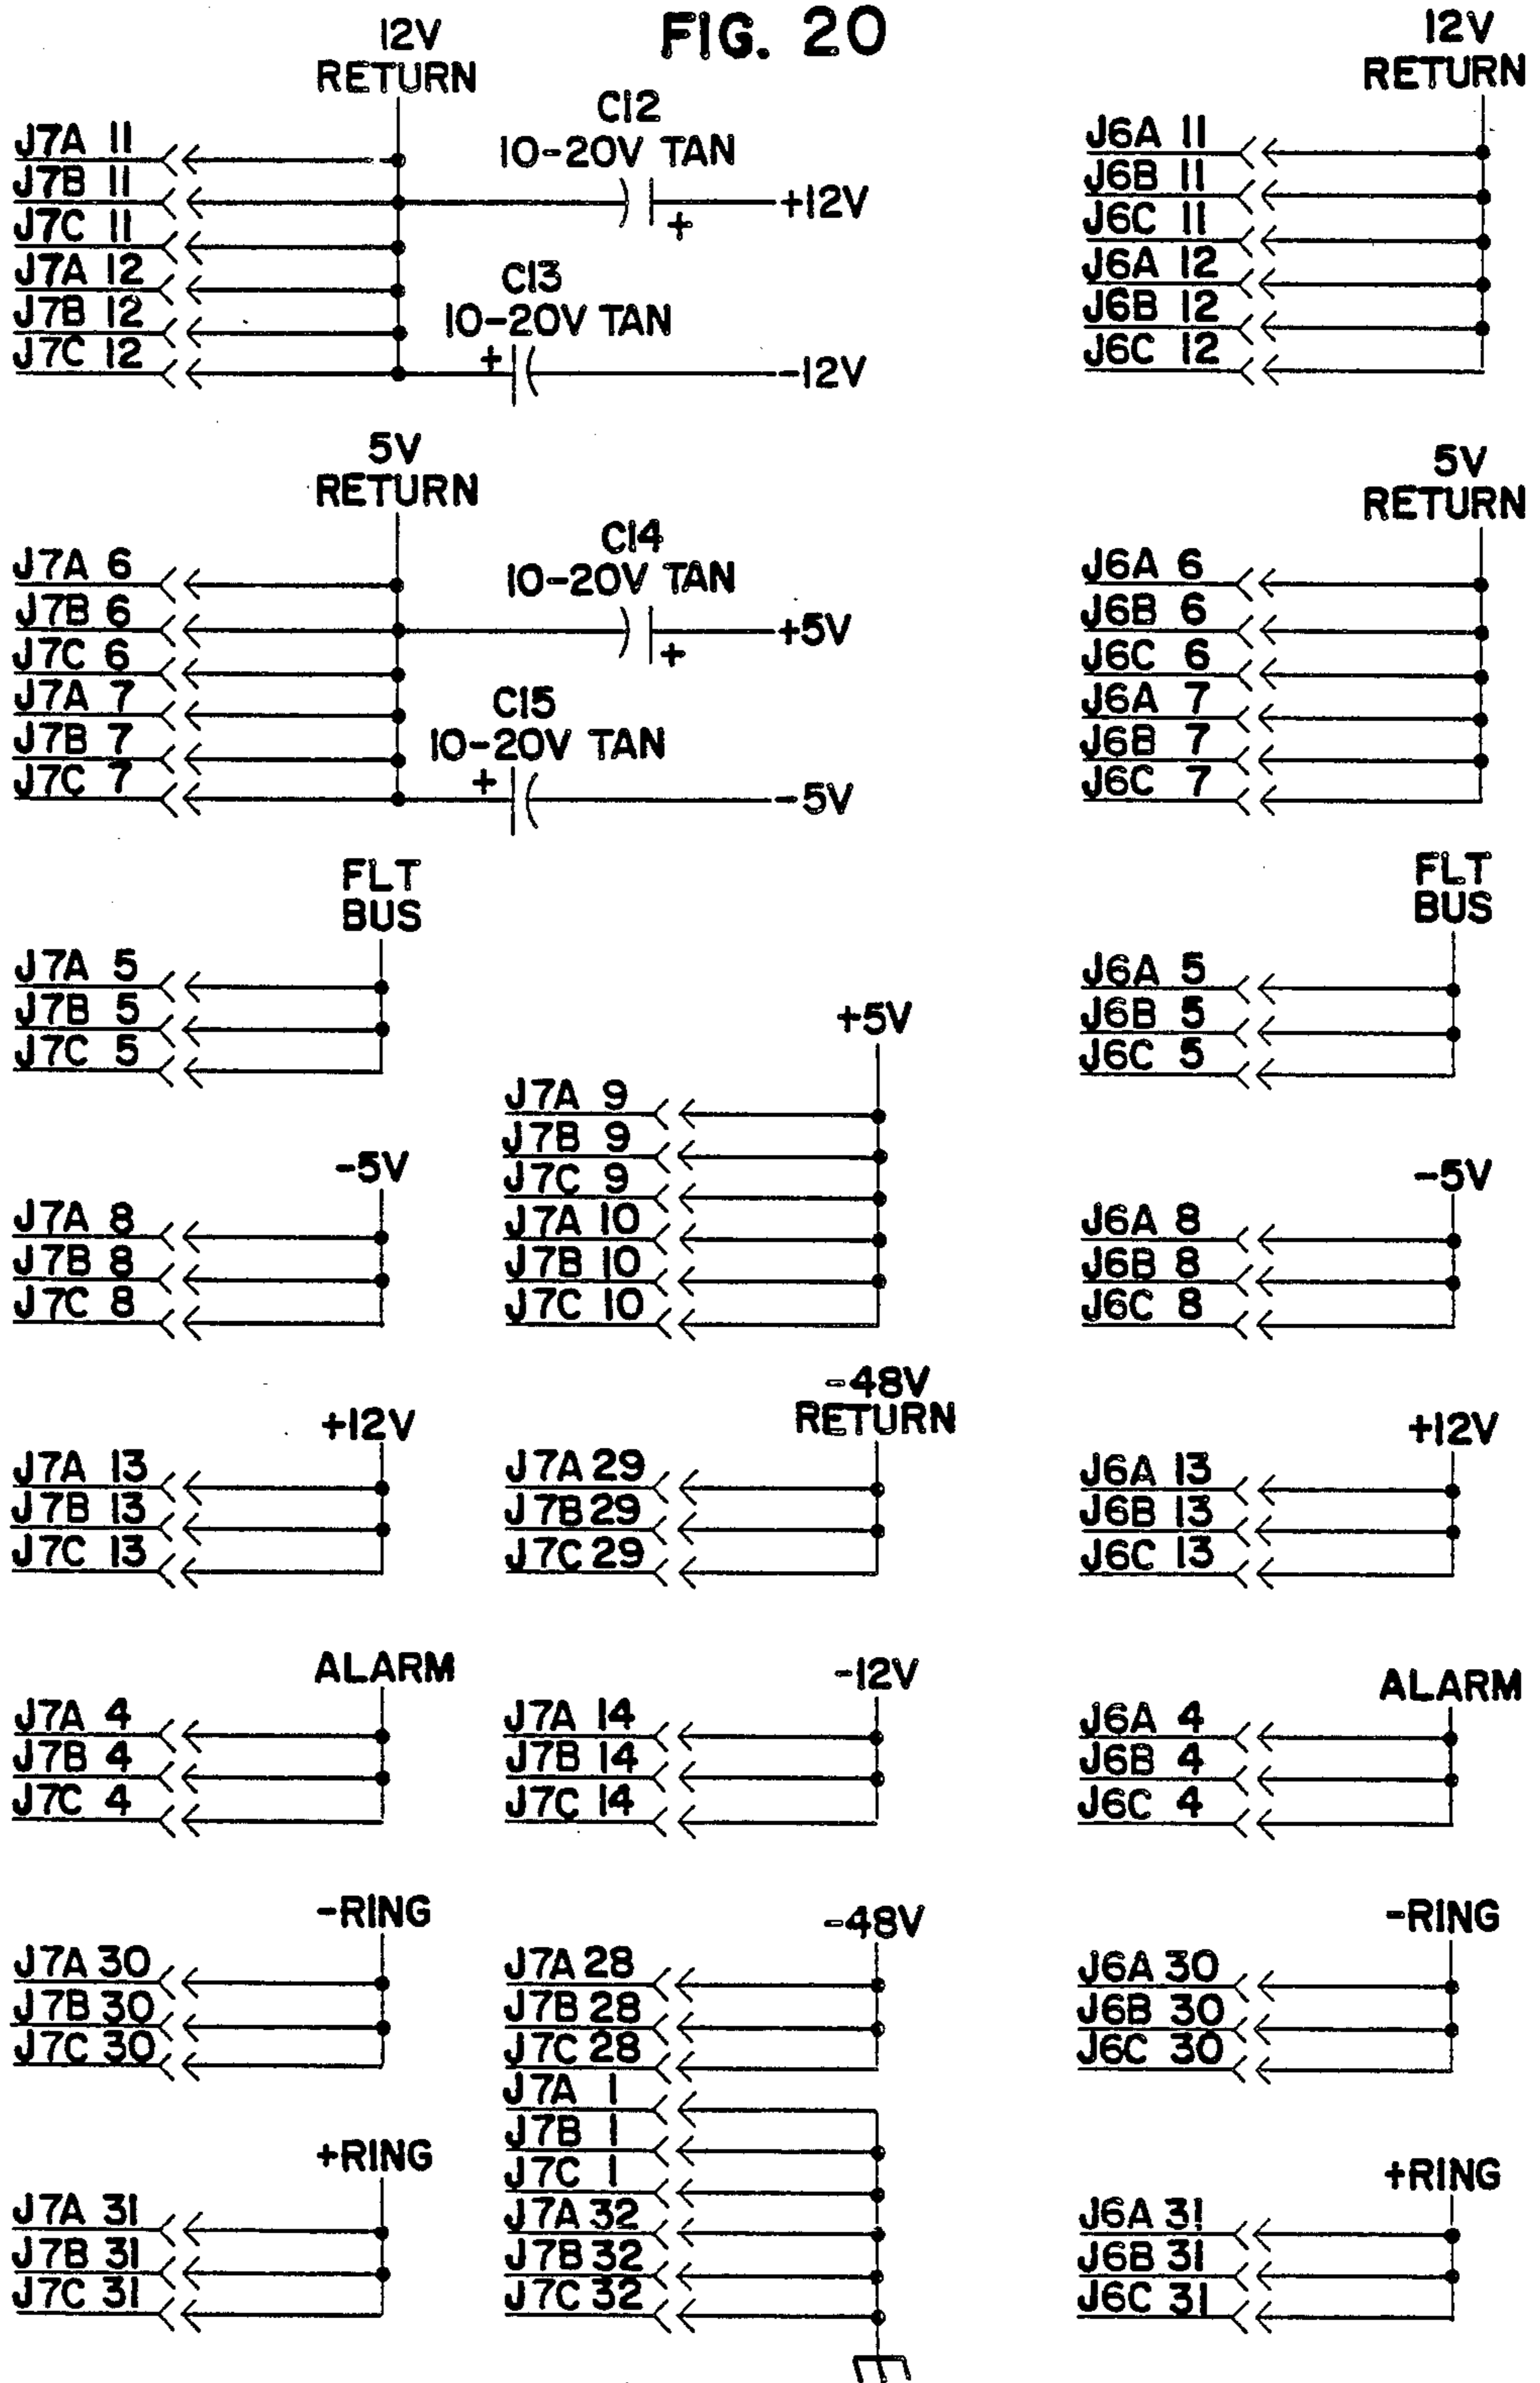 FIG. 20
12V
RETURN
J7A 11
J7B 11
J7C 11
J7A 12
J7B 12
J7C 12
C12
10-20V TAN
+
+12V
C13
10-20V TAN
+
-12V
5V
RETURN
J7A 6
J7B 6
J7C 6
J7A 7
J7B 7
J7C 7
C14
10-20V TAN
+
+5V
C15
10-20V TAN
+
-5V
FLT
BUS
J7A 5
J7B 5
J7C 5
-5V
J7A 8
J7B 8
J7C 8
+12V
J7A 13
J7B 13
J7C 13
ALARM
J7A 4
J7B 4
J7C 4
-RING
J7A 30
J7B 30
J7C 30
+RING
J7A 31
J7B 31
J7C 31
+5V
J7A 9
J7B 9
J7C 9
J7A 10
J7B 10
J7C 10
-48V
RETURN
J7A 29
J7B 29
J7C 29
-12V
J7A 14
J7B 14
J7C 14
-48V
J7A 28
J7B 28
J7C 28
J7A 1
J7B 1
J7C 1
J7A 32
J7B 32
J7C 32
12V
RETURN
J6A 11
J6B 11
J6C 11
J6A 12
J6B 12
J6C 12
5V
RETURN
J6A 6
J6B 6
J6C 6
J6A 7
J6B 7
J6C 7
FLT
BUS
J6A 5
J6B 5
J6C 5
-5V
J6A 8
J6B 8
J6C 8
+12V
J6A 13
J6B 13
J6C 13
ALARM
J6A 4
J6B 4
J6C 4
-RING
J6A 30
J6B 30
J6C 30
+RING
J6A 31
J6B 31
J6C 31